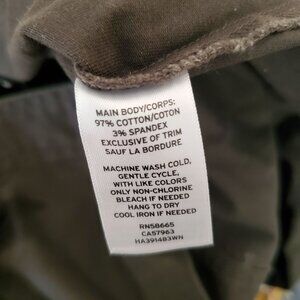 MAIN BODY/CORPS:
97% COTTON/COTON
3% SPANDEX
EXCLUSIVE OF TRIM
SAUF LA BORDURE
MACHINE WASH COLD,
GENTLE CYCLE,
WITH LIKE COLORS
ONLY NON-CHLORINE
BLEACH IF NEEDED
HANG TO DRY
COOL IRON IF NEEDED
RN58665
CA57963
HA391483WN